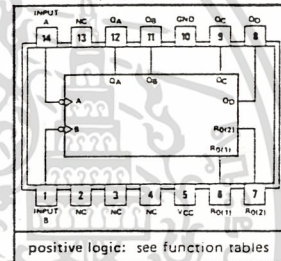 INPUT
A NC QA QB GND QC QD
14 13 12 11 10 9 8
QA QB QC
A QD
B R0(2)
R0(1)
1 2 3 4 5 6 7
INPUT
B NC NC NC VCC R0(1) R0(2)
positive logic: see function tables